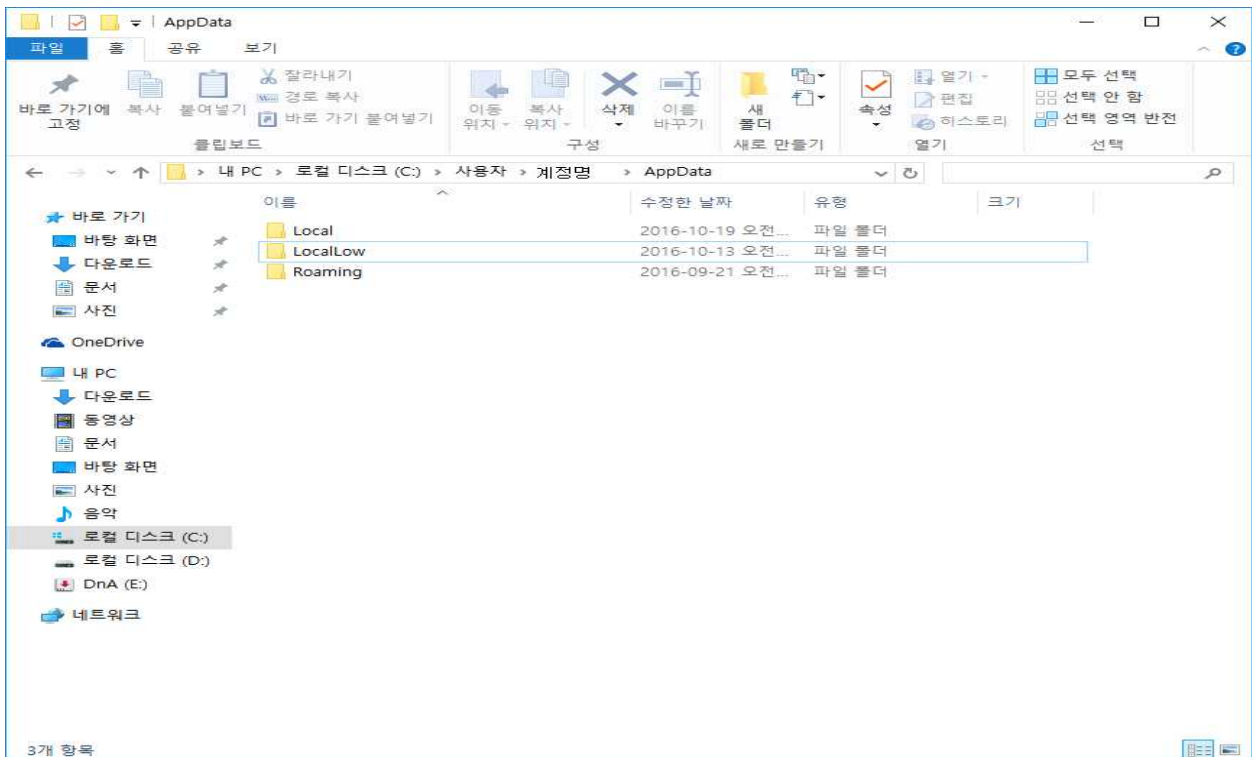 AppData
파일 홈 공유 보기
바로 가기에 고정
복사
붙여넣기
잘라내기
경로 복사
바로 가기 붙여넣기
클립보드
이동 위치
복사 위치
삭제
이름 바꾸기
구성
새 폴더
새로 만들기
속성
열기
편집
히스토리
열기
모두 선택
선택 안 함
선택 영역 반전
선택
내 PC > 로컬 디스크 (C:) > 사용자 > 계정명 > AppData
이름 수정한 날짜 유형 크기
Local 2016-10-19 오전... 파일 폴더
LocalLow 2016-10-13 오전... 파일 폴더
Roaming 2016-09-21 오전... 파일 폴더
바로 가기
바탕 화면
다운로드
문서
사진
OneDrive
내 PC
다운로드
동영상
문서
바탕 화면
사진
음악
로컬 디스크 (C:)
로컬 디스크 (D:)
DnA (E:)
네트워크
3개 항목